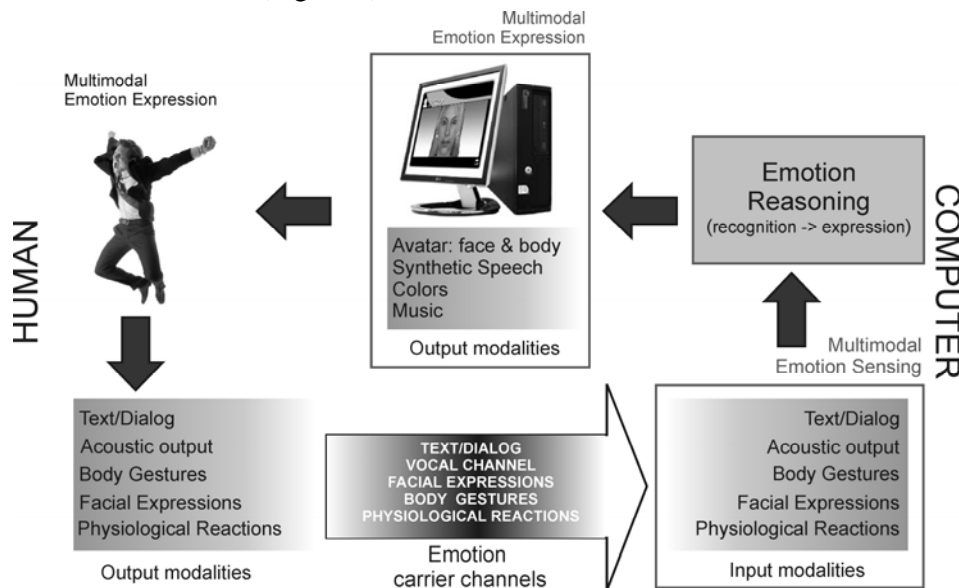 Multimodal
Emotion Expression
Multimodal
Emotion Expression
Emotion
Reasoning
(recognition -> expression)
HUMAN
COMPUTER
Avatar: face & body
Synthetic Speech
Colors
Music
Output modalities
Multimodal
Emotion Sensing
Text/Dialog
Acoustic output
Body Gestures
Facial Expressions
Physiological Reactions
Output modalities
TEXT/DIALOG
VOCAL CHANNEL
FACIAL EXPRESSIONS
BODY GESTURES
PHYSIOLOGICAL REACTIONS
Emotion
carrier channels
Text/Dialog
Acoustic output
Body Gestures
Facial Expressions
Physiological Reactions
Input modalities